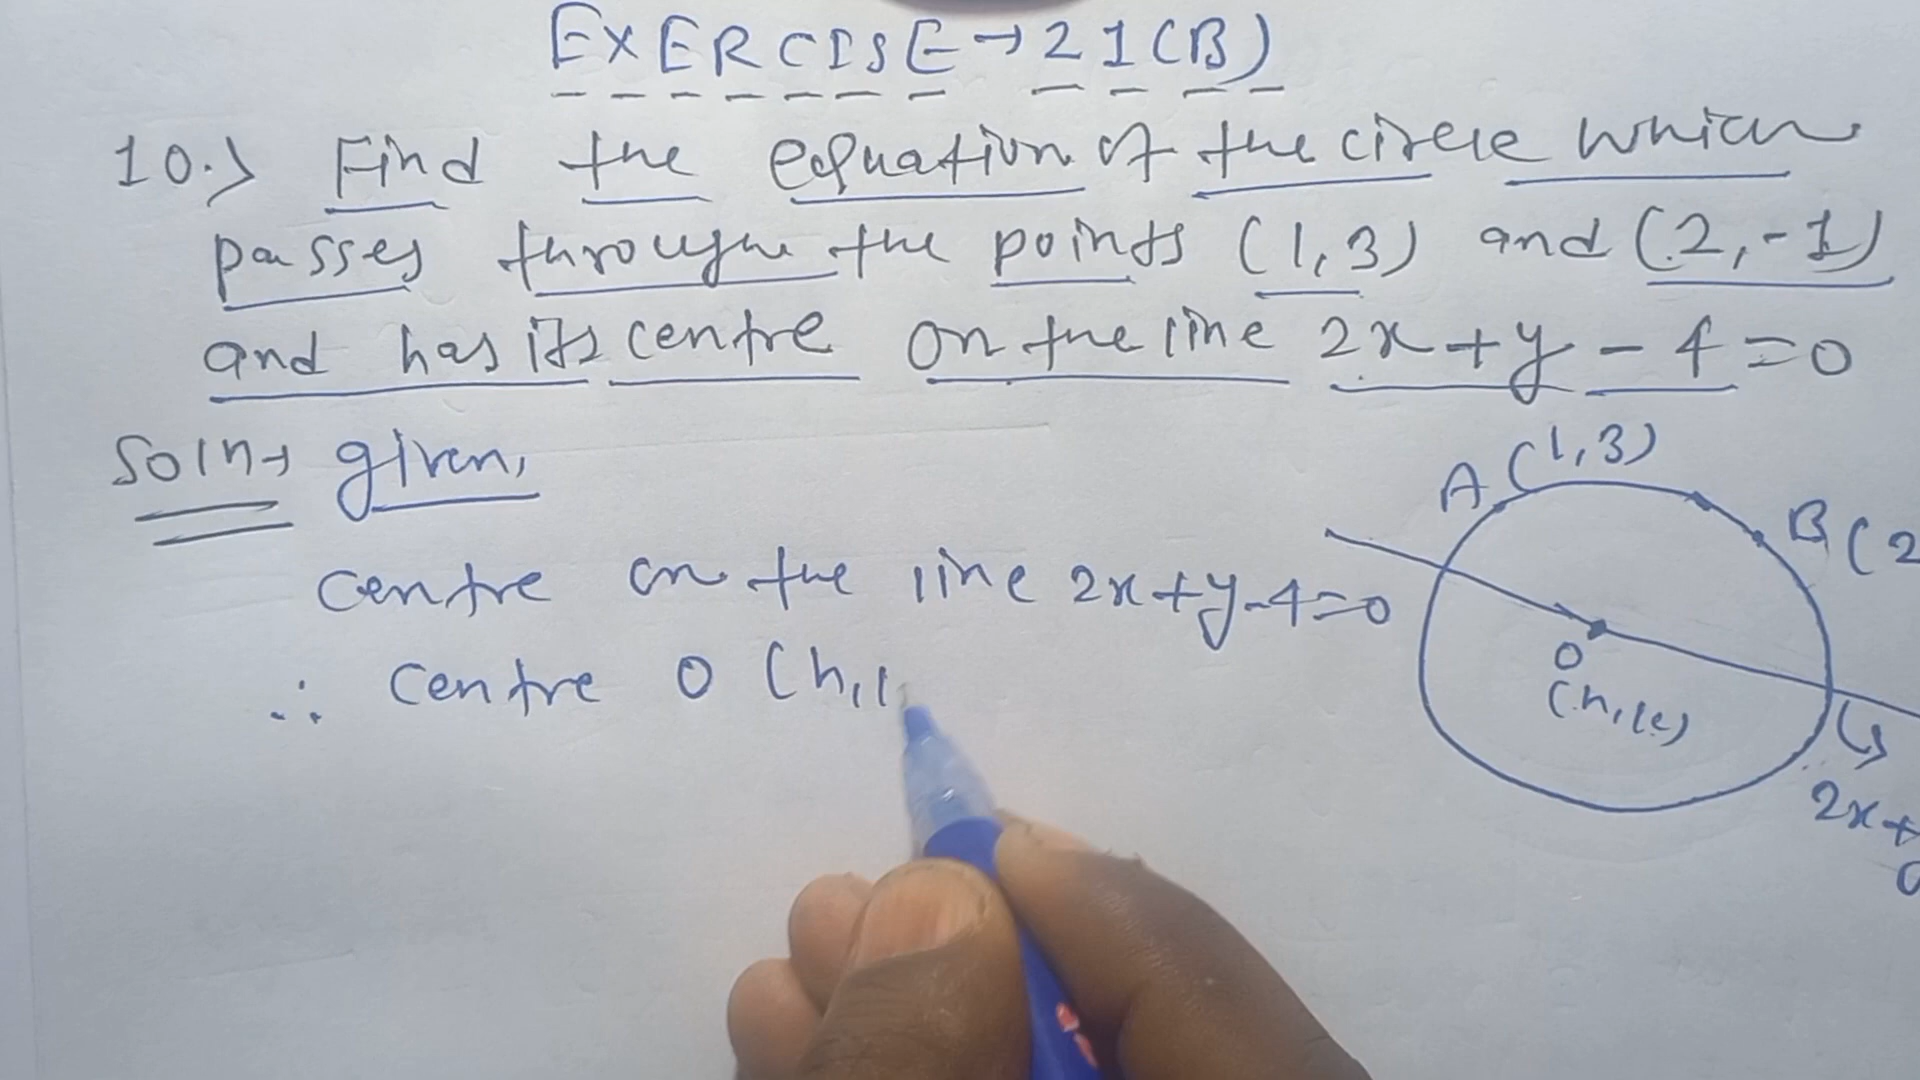 EXERCISE → 21(B)
10.) Find the equation of the circle which
passes through the points (1,3) and (2,-1)
and has its centre on the line 2x+y-4=0
Soln→ given,
centre on the line 2x+y-4=0
∴ centre O (h,
A (1,3)
B (2
O
(h,k)
2x+